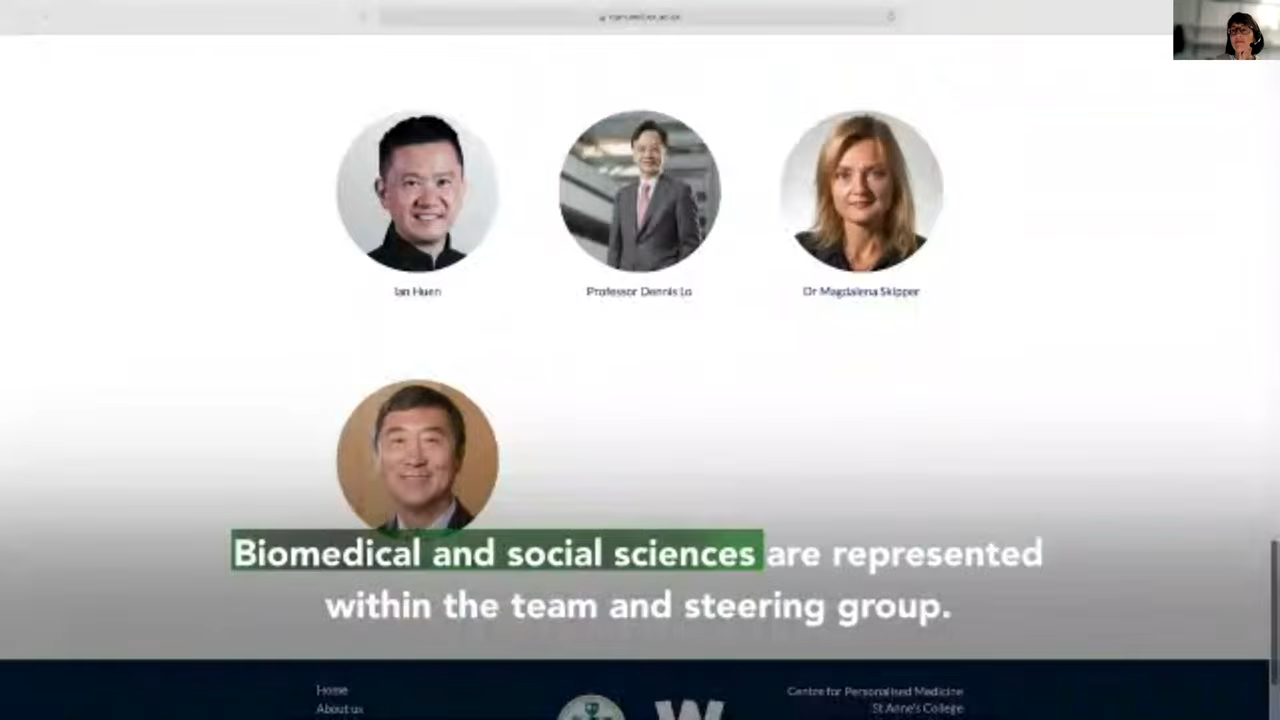 Ian Huen
Professor Dennis Lo
Dr Magdalena Skipper
Biomedical and social sciences are represented
within the team and steering group.
Home
About us
W
Centre for Personalised Medicine
St Anne's College